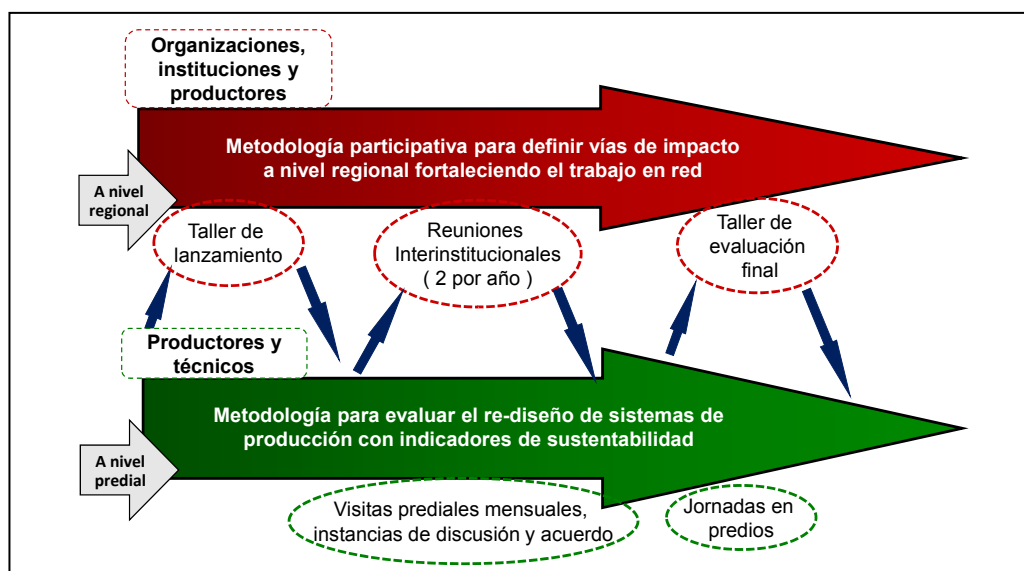 Organizaciones,
instituciones y
productores
Metodología participativa para definir vías de impacto
a nivel regional fortaleciendo el trabajo en red
A nivel
regional
Taller de
lanzamiento
Reuniones
Interinstitucionales
( 2 por año )
Taller de
evaluación
final
Productores y
técnicos
Metodología para evaluar el re-diseño de sistemas de
producción con indicadores de sustentabilidad
A nivel
predial
Visitas prediales mensuales,
instancias de discusión y acuerdo
Jornadas en
predios